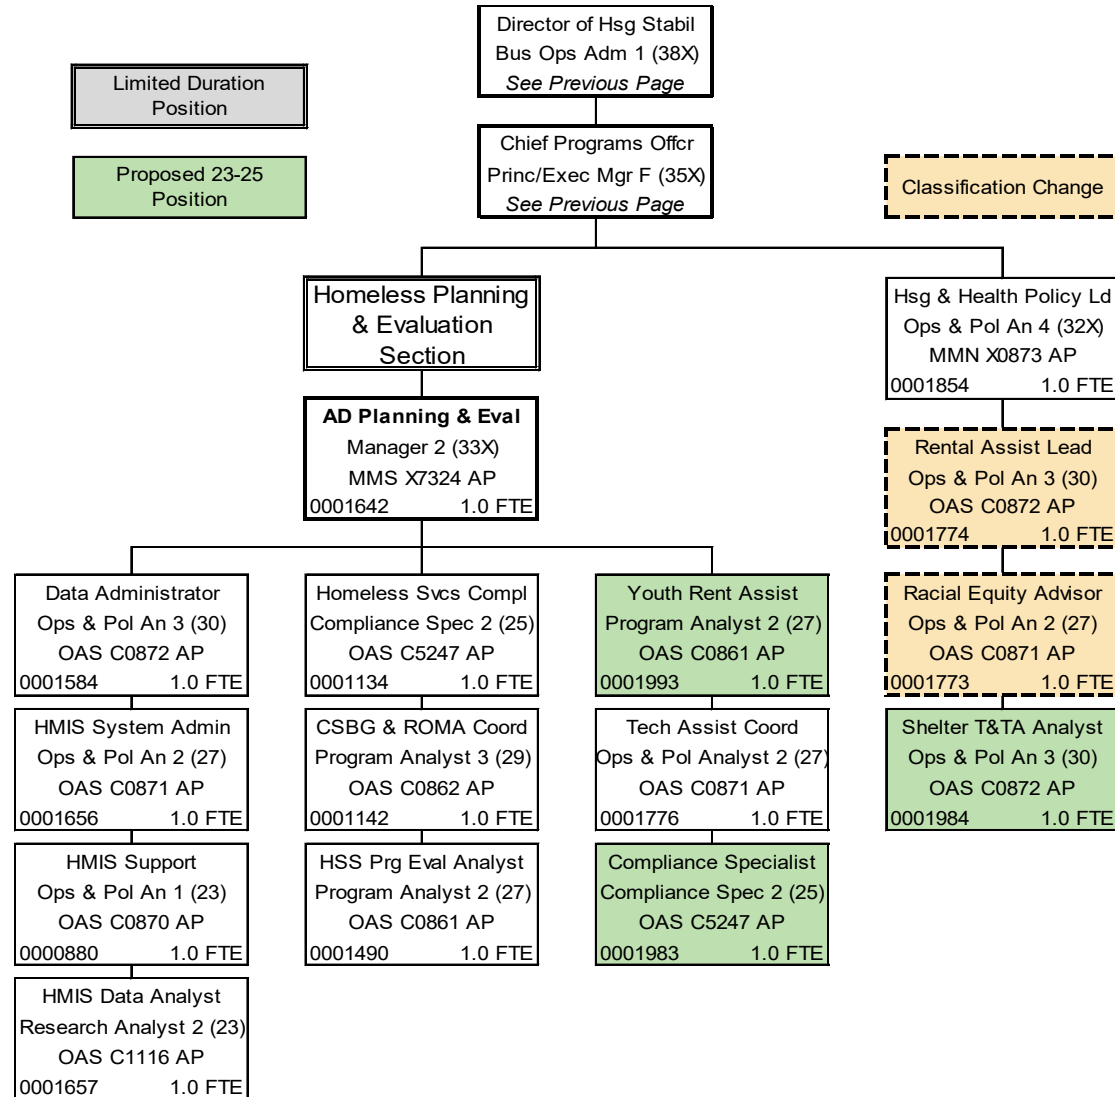 Director of Hsg Stabil
Bus Ops Adm 1 (38X)
See Previous Page
Limited Duration
Position
Chief Programs Offcr
Princ/Exec Mgr F (35X)
See Previous Page
Proposed 23-25
Position
Classification Change
Homeless Planning
& Evaluation
Section
AD Planning & Eval
Manager 2 (33X)
MMS X7324 AP
0001642 1.0 FTE
Data Administrator
Ops & Pol An 3 (30)
OAS C0872 AP
0001584 1.0 FTE
HMIS System Admin
Ops & Pol An 2 (27)
OAS C0871 AP
0001656 1.0 FTE
HMIS Support
Ops & Pol An 1 (23)
OAS C0870 AP
0000880 1.0 FTE
HMIS Data Analyst
Research Analyst 2 (23)
OAS C1116 AP
0001657 1.0 FTE
Homeless Svcs Compl
Compliance Spec 2 (25)
OAS C5247 AP
0001134 1.0 FTE
CSBG & ROMA Coord
Program Analyst 3 (29)
OAS C0862 AP
0001142 1.0 FTE
HSS Prg Eval Analyst
Program Analyst 2 (27)
OAS C0861 AP
0001490 1.0 FTE
Youth Rent Assist
Program Analyst 2 (27)
OAS C0861 AP
0001993 1.0 FTE
Tech Assist Coord
Ops & Pol Analyst 2 (27)
OAS C0871 AP
0001776 1.0 FTE
Compliance Specialist
Compliance Spec 2 (25)
OAS C5247 AP
0001983 1.0 FTE
Hsg & Health Policy Ld
Ops & Pol An 4 (32X)
MMN X0873 AP
0001854 1.0 FTE
Rental Assist Lead
Ops & Pol An 3 (30)
OAS C0872 AP
0001774 1.0 FTE
Racial Equity Advisor
Ops & Pol An 2 (27)
OAS C0871 AP
0001773 1.0 FTE
Shelter T&TA Analyst
Ops & Pol An 3 (30)
OAS C0872 AP
0001984 1.0 FTE